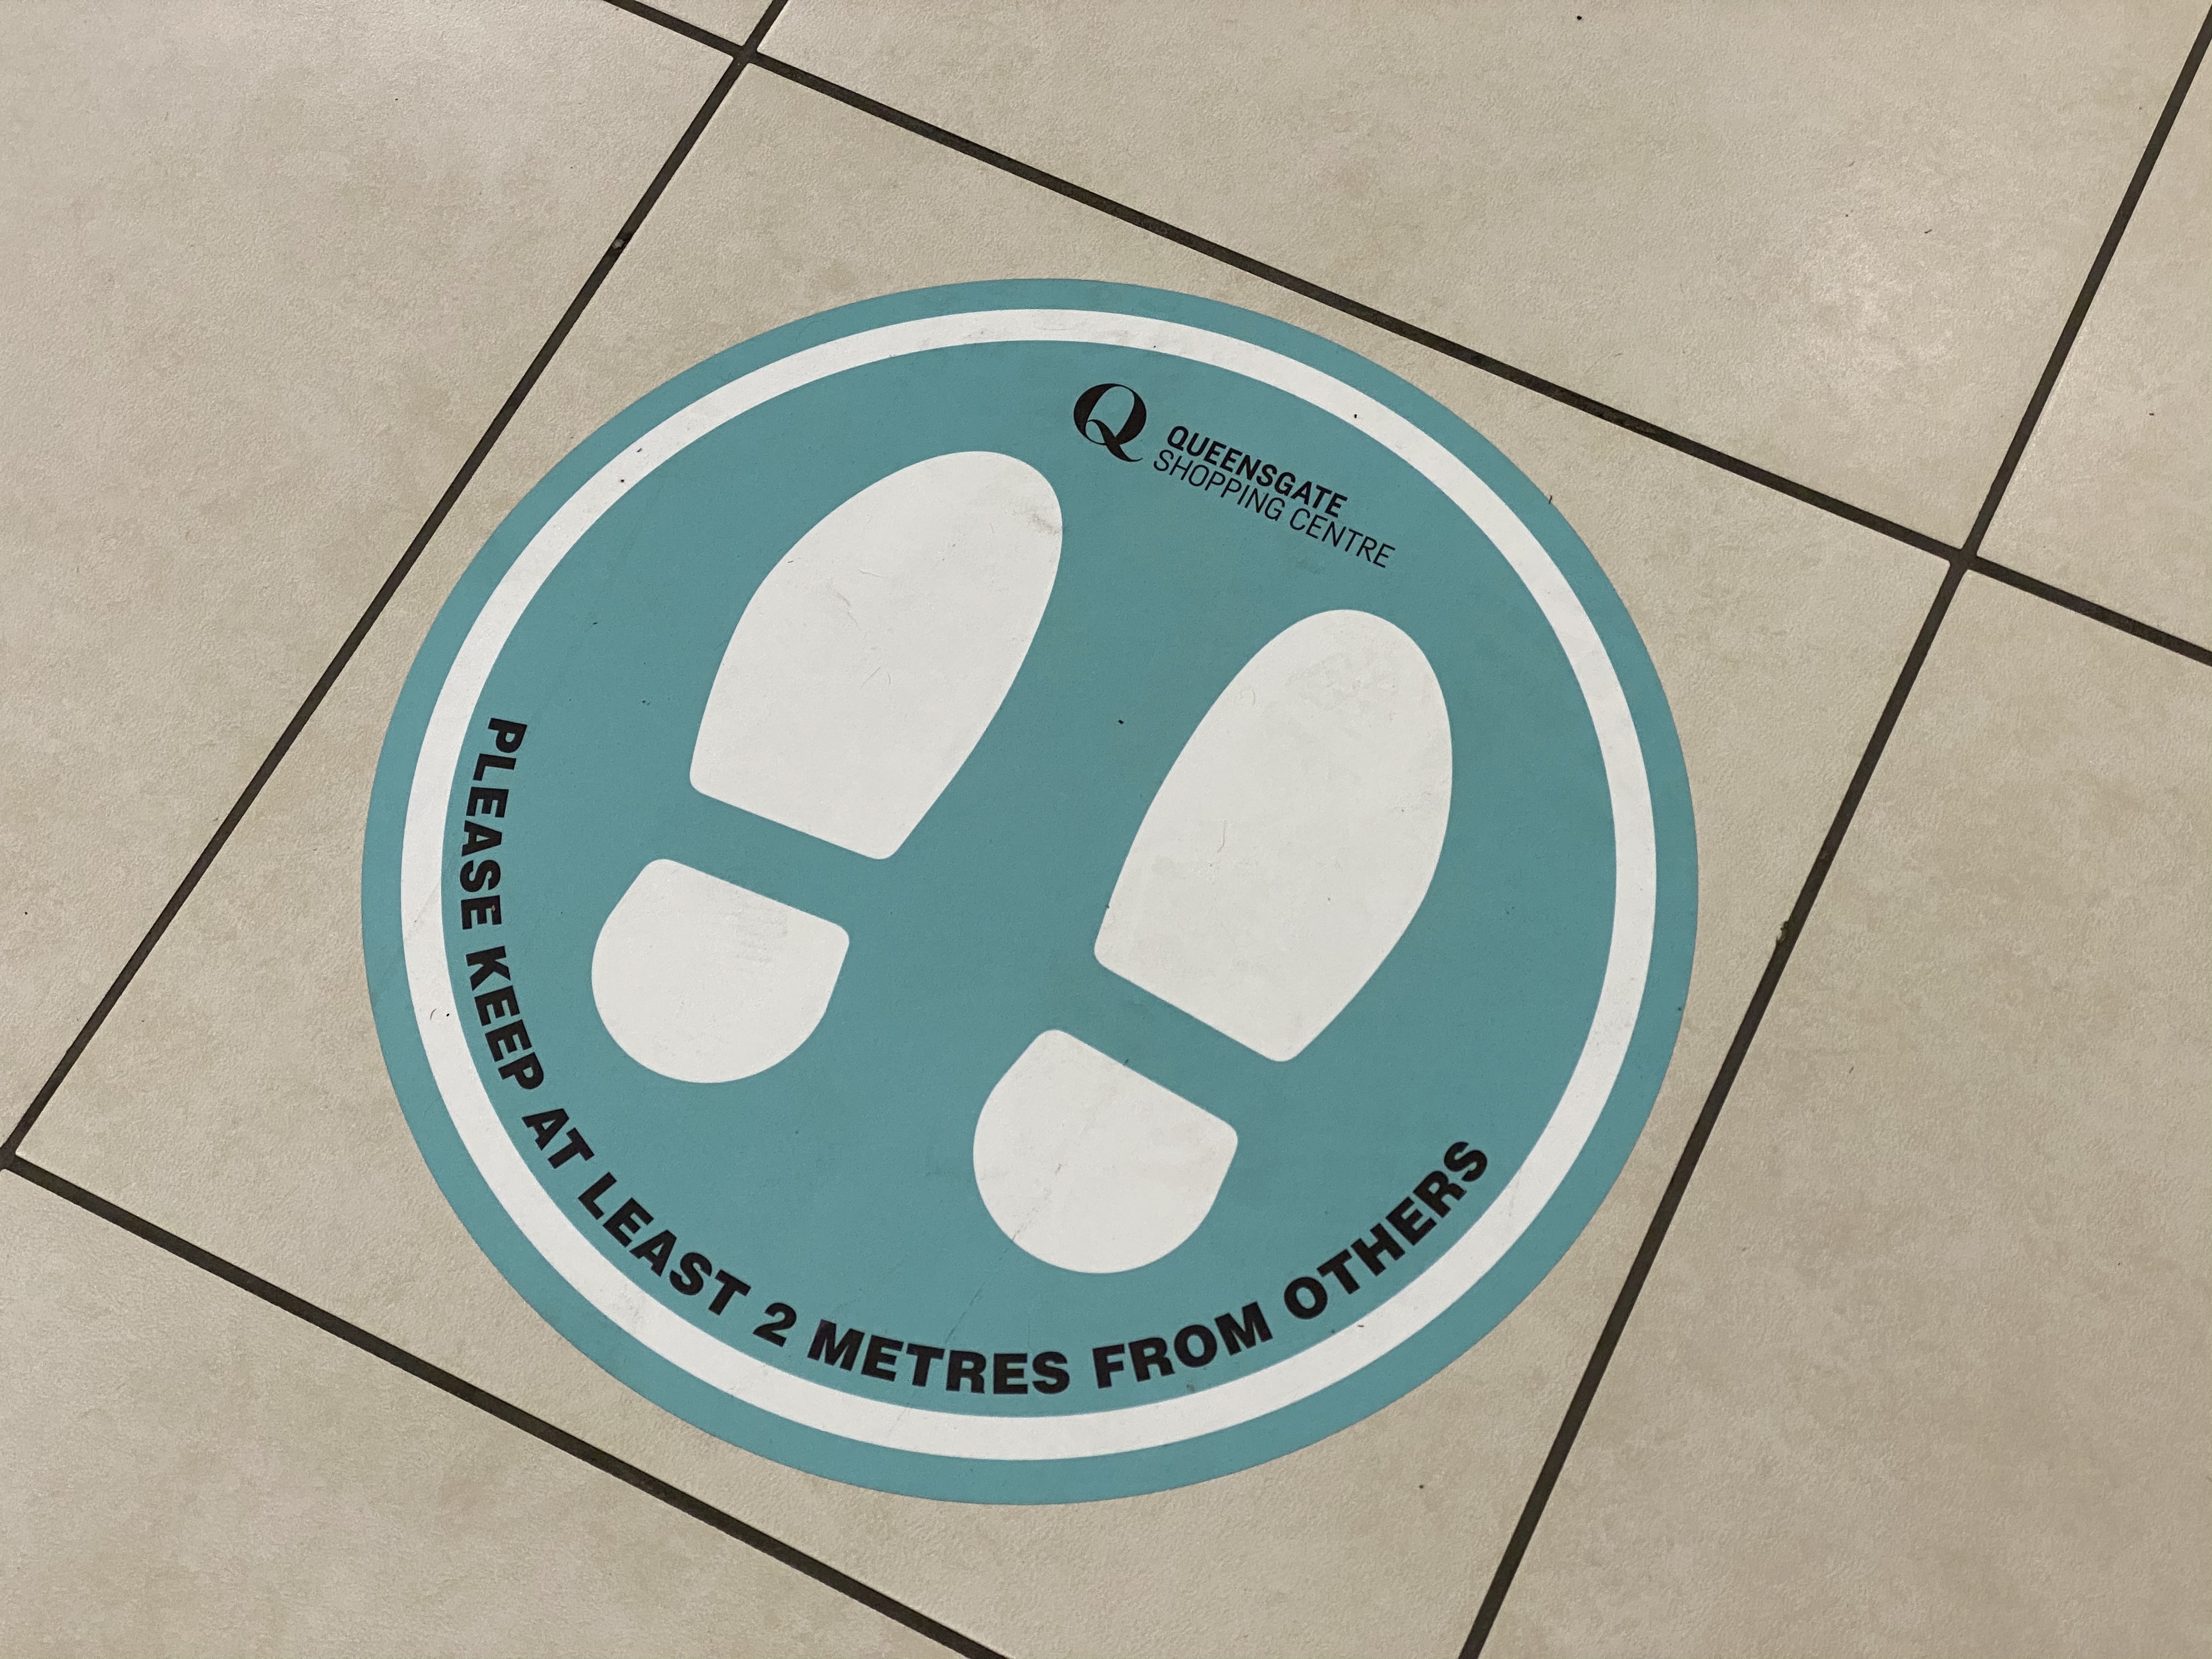 Q
QUEENSGATE
SHOPPING CENTRE
PLEASE KEEP AT LEAST 2 METRES FROM OTHERS